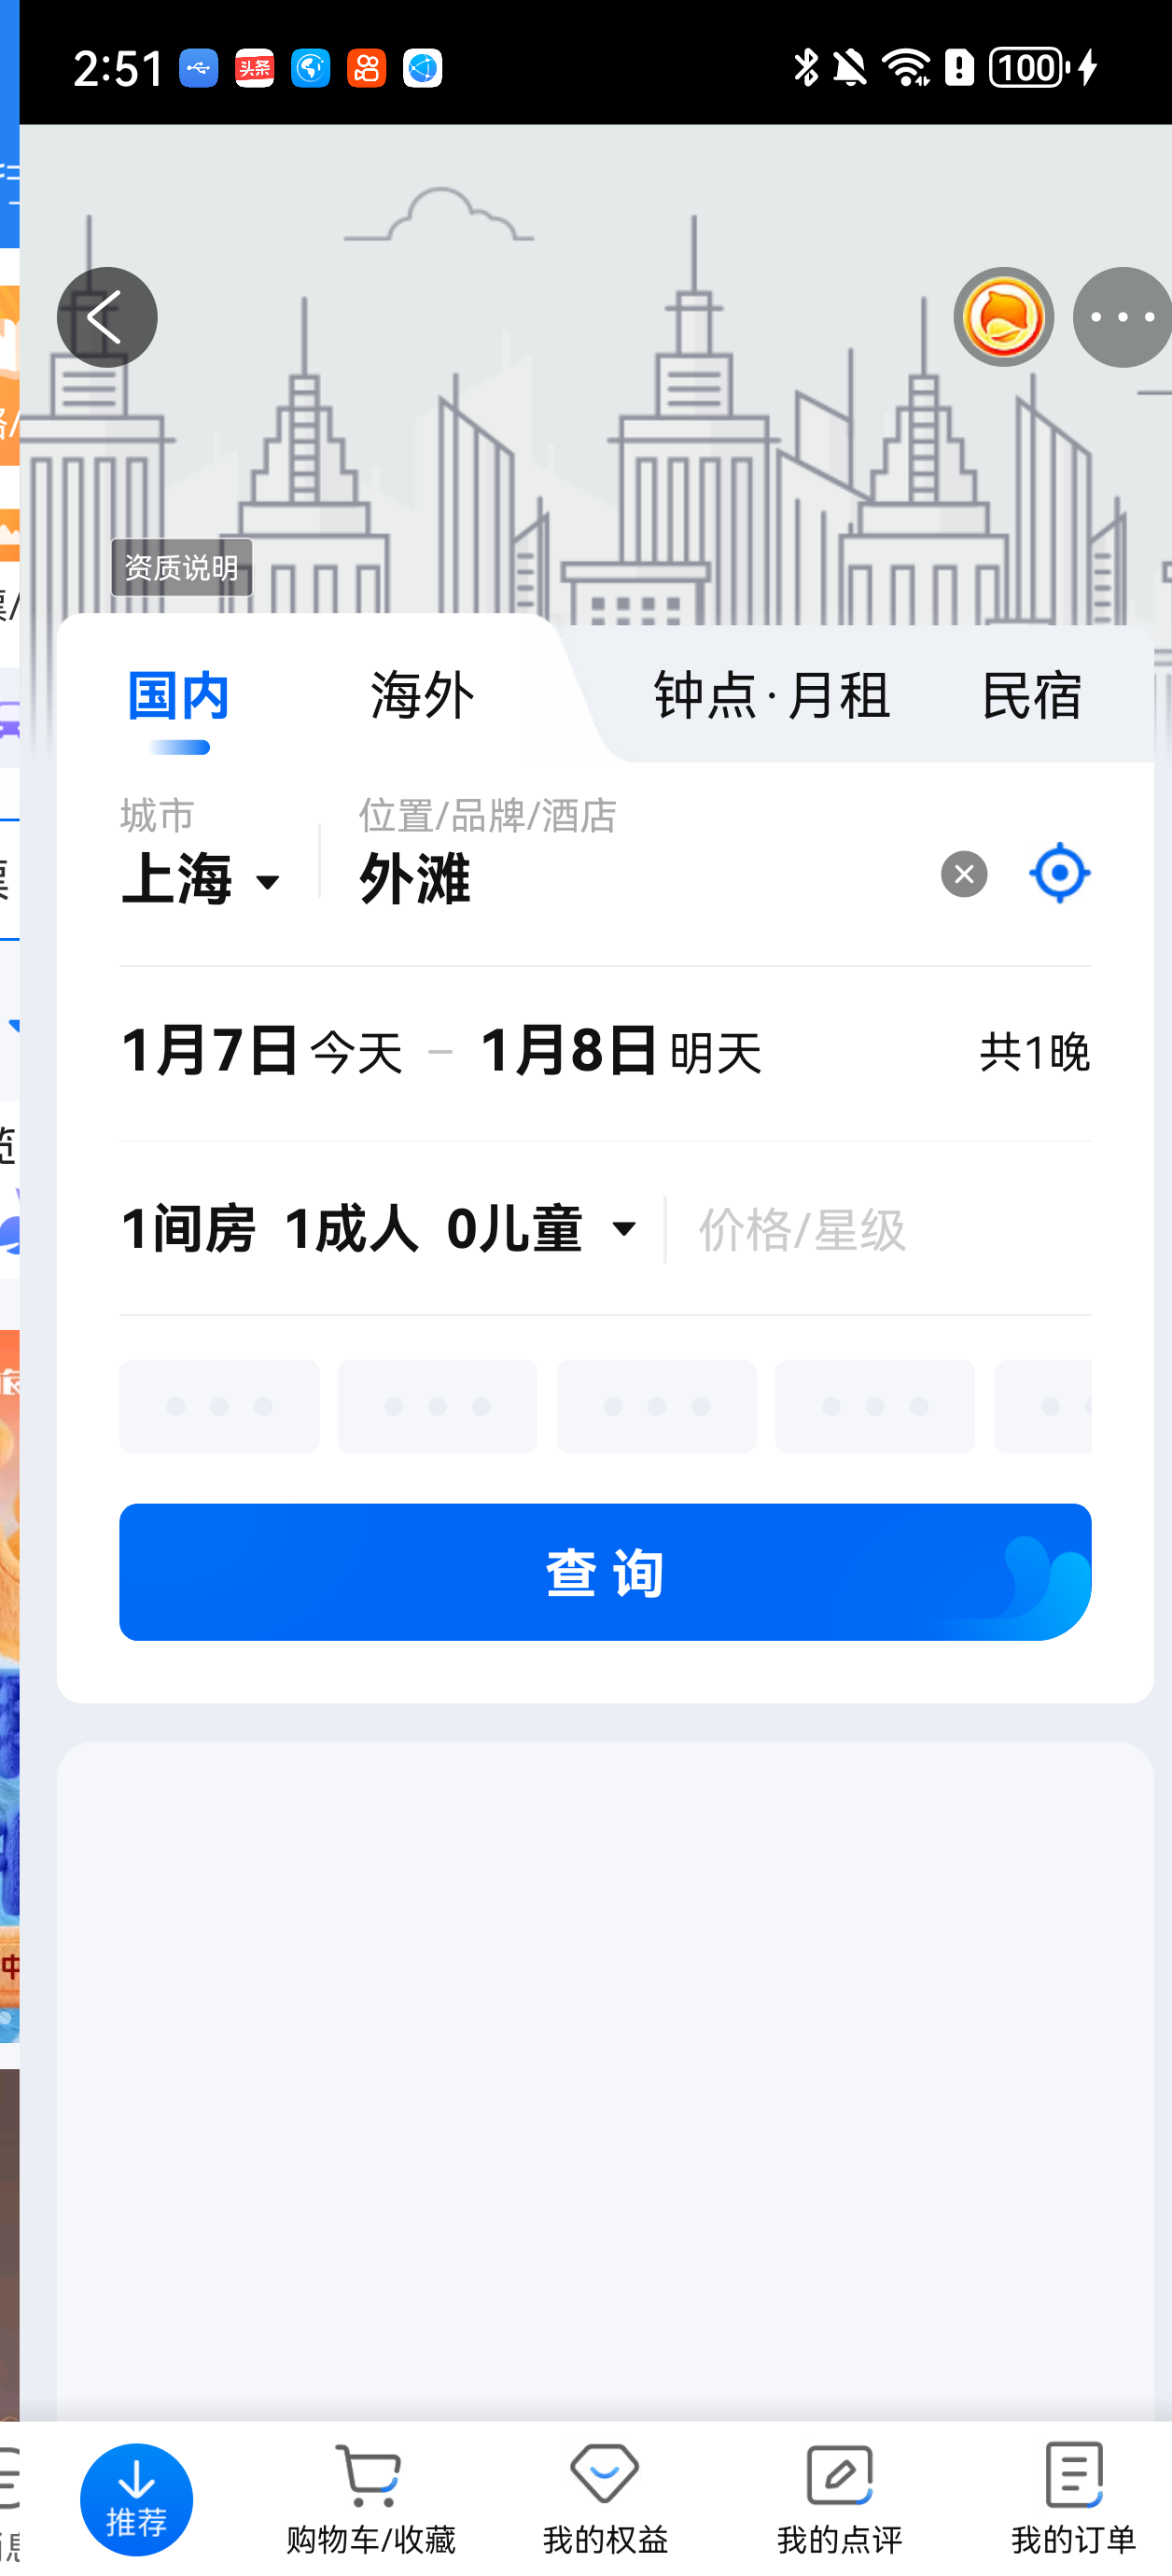 2:51 头条 100
资质说明
国内 海外 钟点·月租 民宿
城市 位置/品牌/酒店
上海 外滩
1月7日 今天 - 1月8日 明天 共1晚
1间房 1成人 0儿童 价格/星级
查询
推荐 购物车/收藏 我的权益 我的点评 我的订单